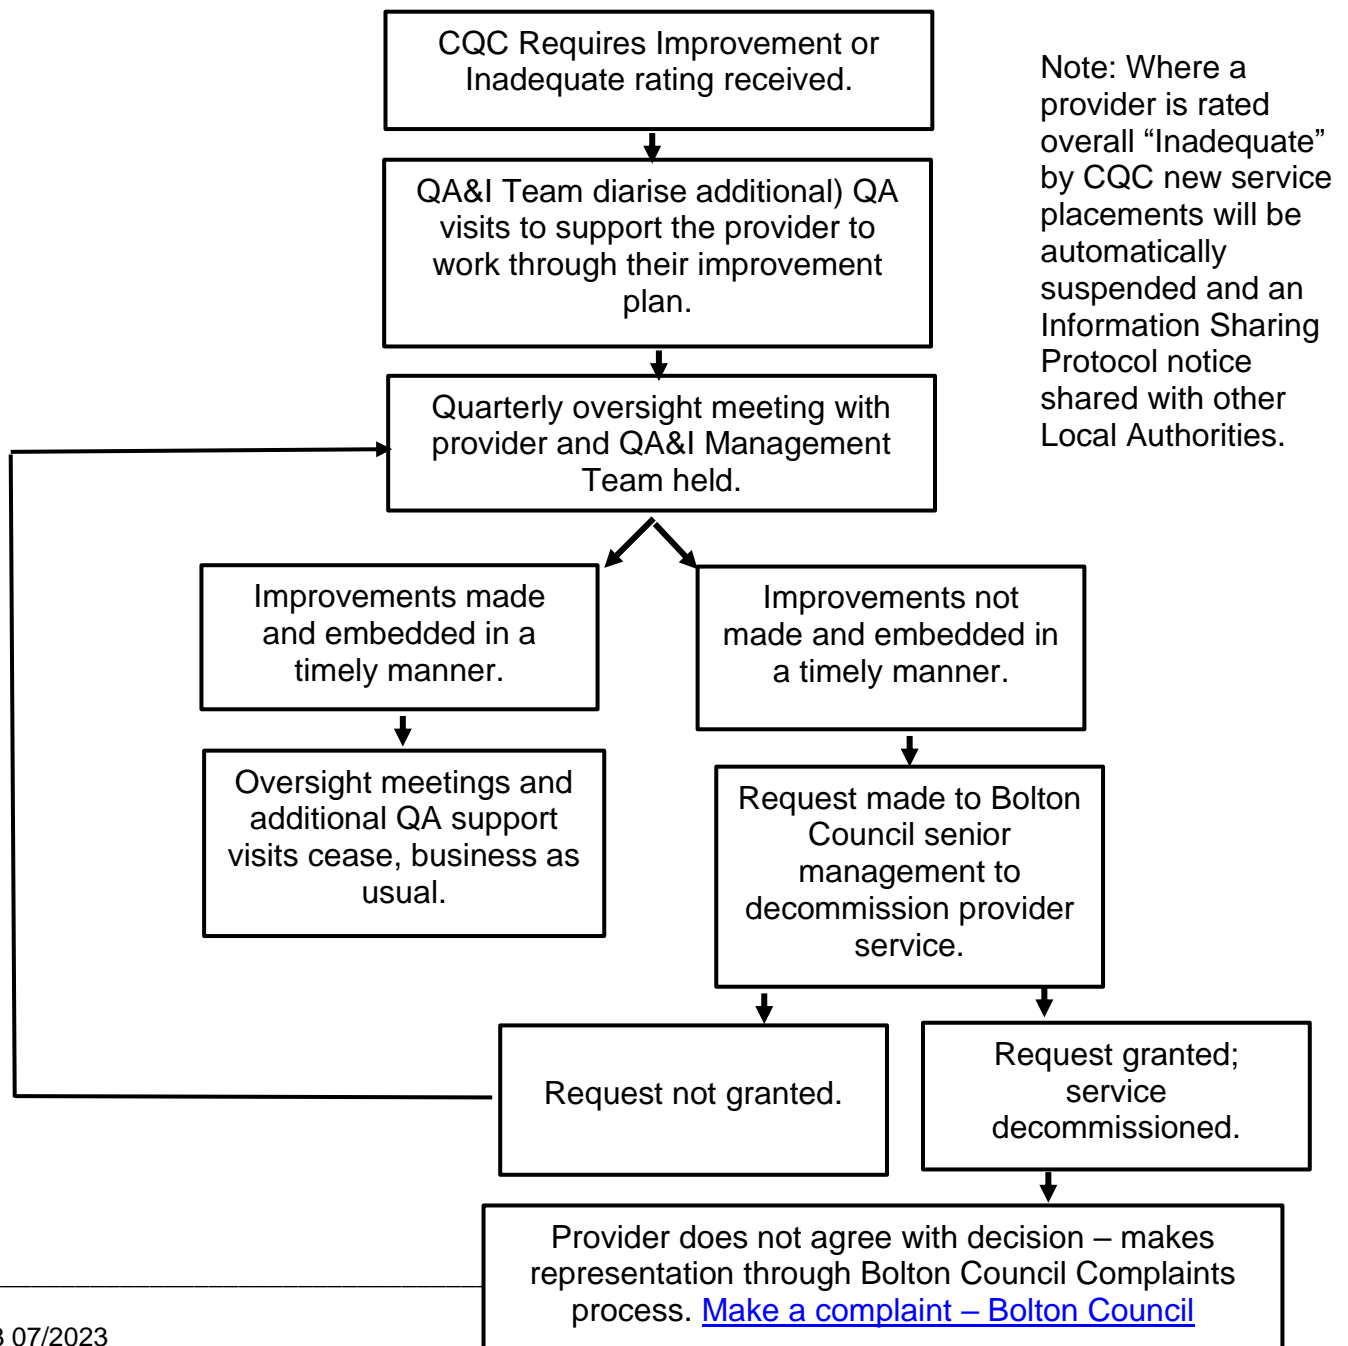 CQC Requires Improvement or
Inadequate rating received.
Note: Where a
provider is rated
overall “Inadequate”
by CQC new service
placements will be
automatically
suspended and an
Information Sharing
Protocol notice
shared with other
Local Authorities.
QA&I Team diarise additional) QA
visits to support the provider to
work through their improvement
plan.
Quarterly oversight meeting with
provider and QA&I Management
Team held.
Improvements made
and embedded in a
timely manner.
Improvements not
made and embedded in
a timely manner.
Oversight meetings and
additional QA support
visits cease, business as
usual.
Request made to Bolton
Council senior
management to
decommission provider
service.
Request not granted.
Request granted;
service
decommissioned.
Provider does not agree with decision – makes
representation through Bolton Council Complaints
process. Make a complaint – Bolton Council
07/2023